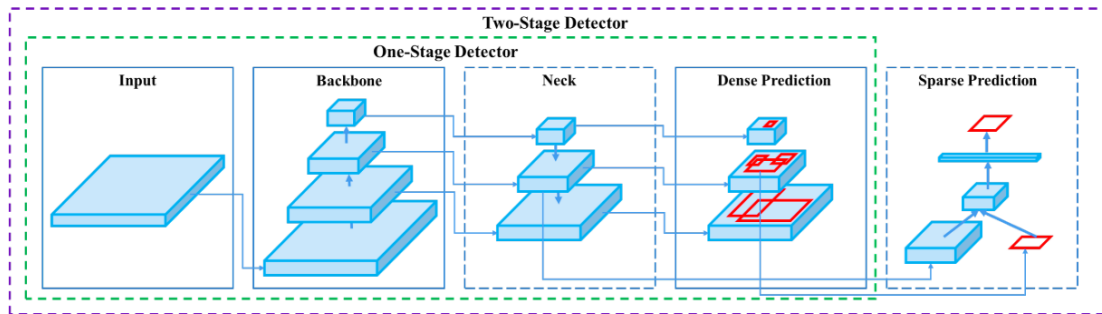 Two-Stage Detector
One-Stage Detector
Input
Backbone
Neck
Dense Prediction
Sparse Prediction